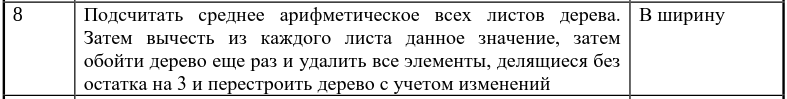 8 Подсчитать среднее арифметическое всех листов дерева. В ширину
Затем вычесть из каждого листа данное значение, затем
обойти дерево еще раз и удалить все элементы, делящиеся без
остатка на 3 и перестроить дерево с учетом изменений